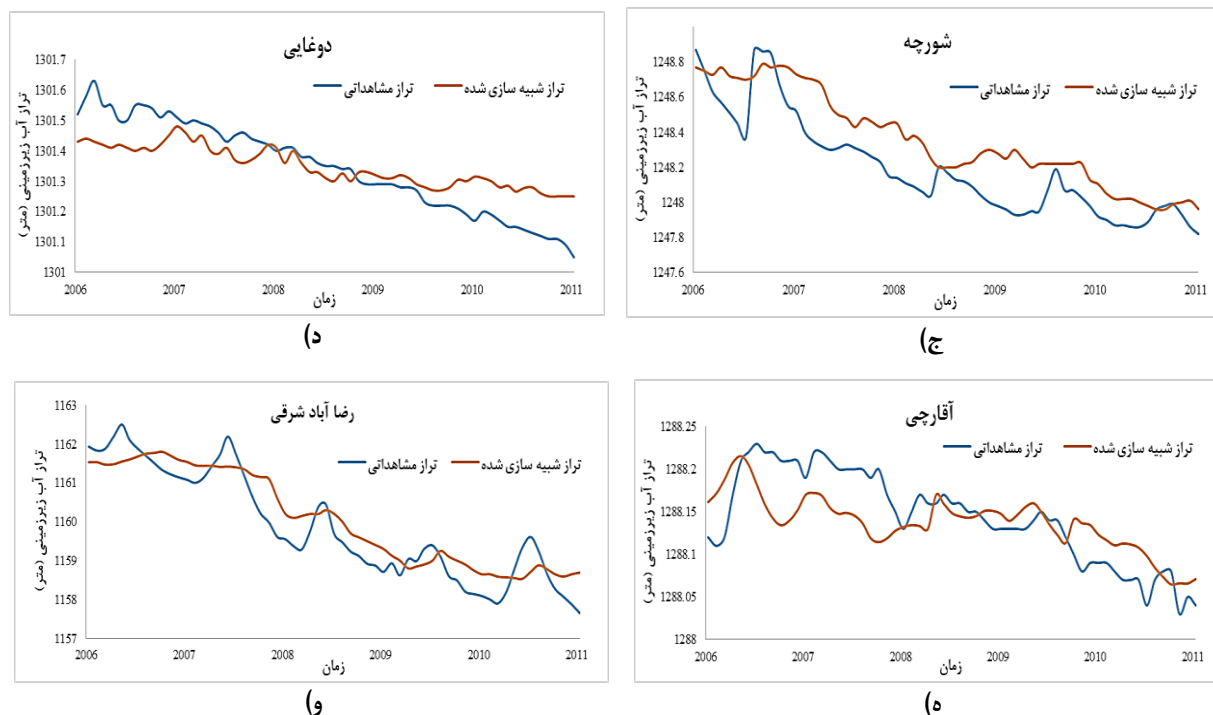 شورچه
تراز مشاهداتی
تراز شبیه سازی شده
تراز آب زیرزمینی (متر)
1248.8
1248.6
1248.4
1248.2
1248
1247.8
1247.6
2006 2007 2008 2009 2010 2011
زمان
ج)
دوغایی
تراز مشاهداتی
تراز شبیه سازی شده
تراز آب زیرزمینی (متر)
1301.7
1301.6
1301.5
1301.4
1301.3
1301.2
1301.1
1301
2006 2007 2008 2009 2010 2011
زمان
د)
آقارچی
تراز مشاهداتی
تراز شبیه سازی شده
تراز آب زیرزمینی (متر)
1288.25
1288.2
1288.15
1288.1
1288.05
1288
2006 2007 2008 2009 2010 2011
زمان
ه)
رضا آباد شرقی
تراز مشاهداتی
تراز شبیه سازی شده
تراز آب زیرزمینی (متر)
1163
1162
1161
1160
1159
1158
1157
2006 2007 2008 2009 2010 2011
زمان
و)